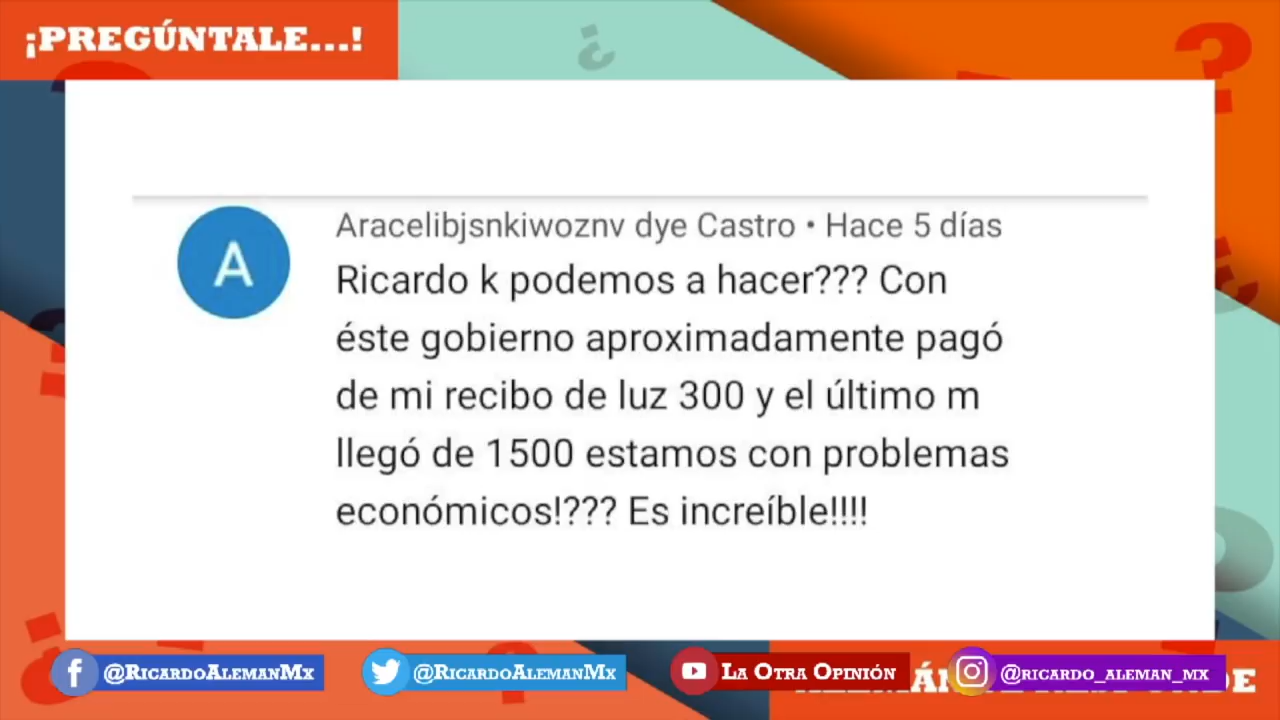 ¡PREGÚNTALE...!
A
Aracelibjsnkiwoznv dye Castro • Hace 5 días
Ricardo k podemos a hacer??? Con
éste gobierno aproximadamente pagó
de mi recibo de luz 300 y el último m
llegó de 1500 estamos con problemas
económicos!??? Es increíble!!!!
@RicardoAlemanMx
@RicardoAlemanMx
La Otra Opinión
@ricardo_aleman_mx